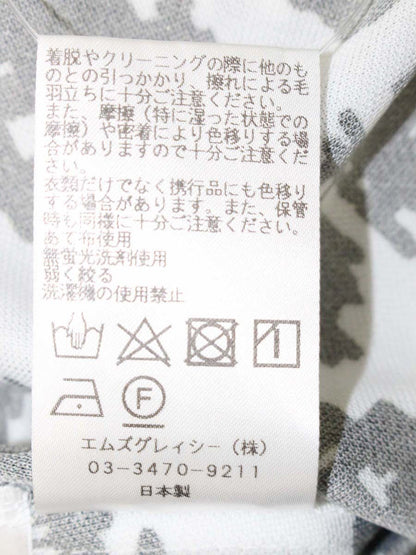 着脱やクリーニングの際に他のも
のとの引っかかり、擦れによる毛
羽立ちに十分ご注意ください。
また、摩擦（特に湿った状態での
摩擦）や密着により色移りする場
合がありますので十分ご注意くだ
さい。
衣類だけでなく携行品にも色移り
する場合があります。また、保管
時も同様に十分ご注意ください。
あて布使用
無蛍光洗剤使用
弱く絞る
洗濯機の使用禁止
F
エムズグレィシー（株）
03-3470-9211
日本製